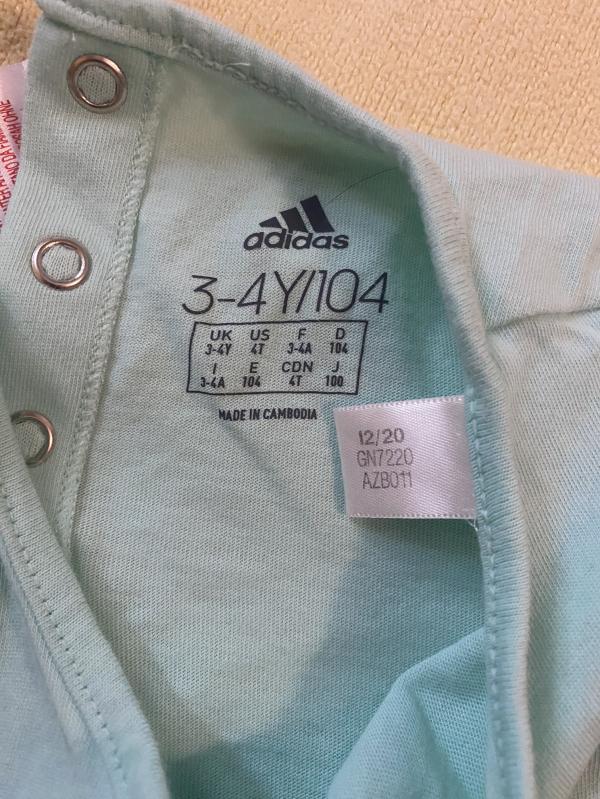 adidas
3-4Y/104
UK US F D
3-4Y 4T 3-4A 104
I E CDN J
3-4A 104 4T 100
MADE IN CAMBODIA
12/20
GN7220
AZB011